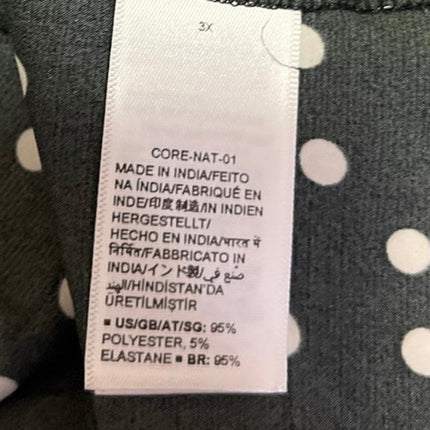 3X
CORE-NAT-01
MADE IN INDIA/FEITO
NA ÍNDIA/FABRIQUÉ EN
INDE/印度制造/IN INDIEN
HERGESTELLT/
HECHO EN INDIA/भारत में
निर्मित/FABBRICATO IN
INDIA/インド製/صنع في
الهند/HİNDİSTAN'DA
ÜRETİLMİŞTİR
■ US/GB/AT/SG: 95%
POLYESTER, 5%
ELASTANE ■ BR: 95%